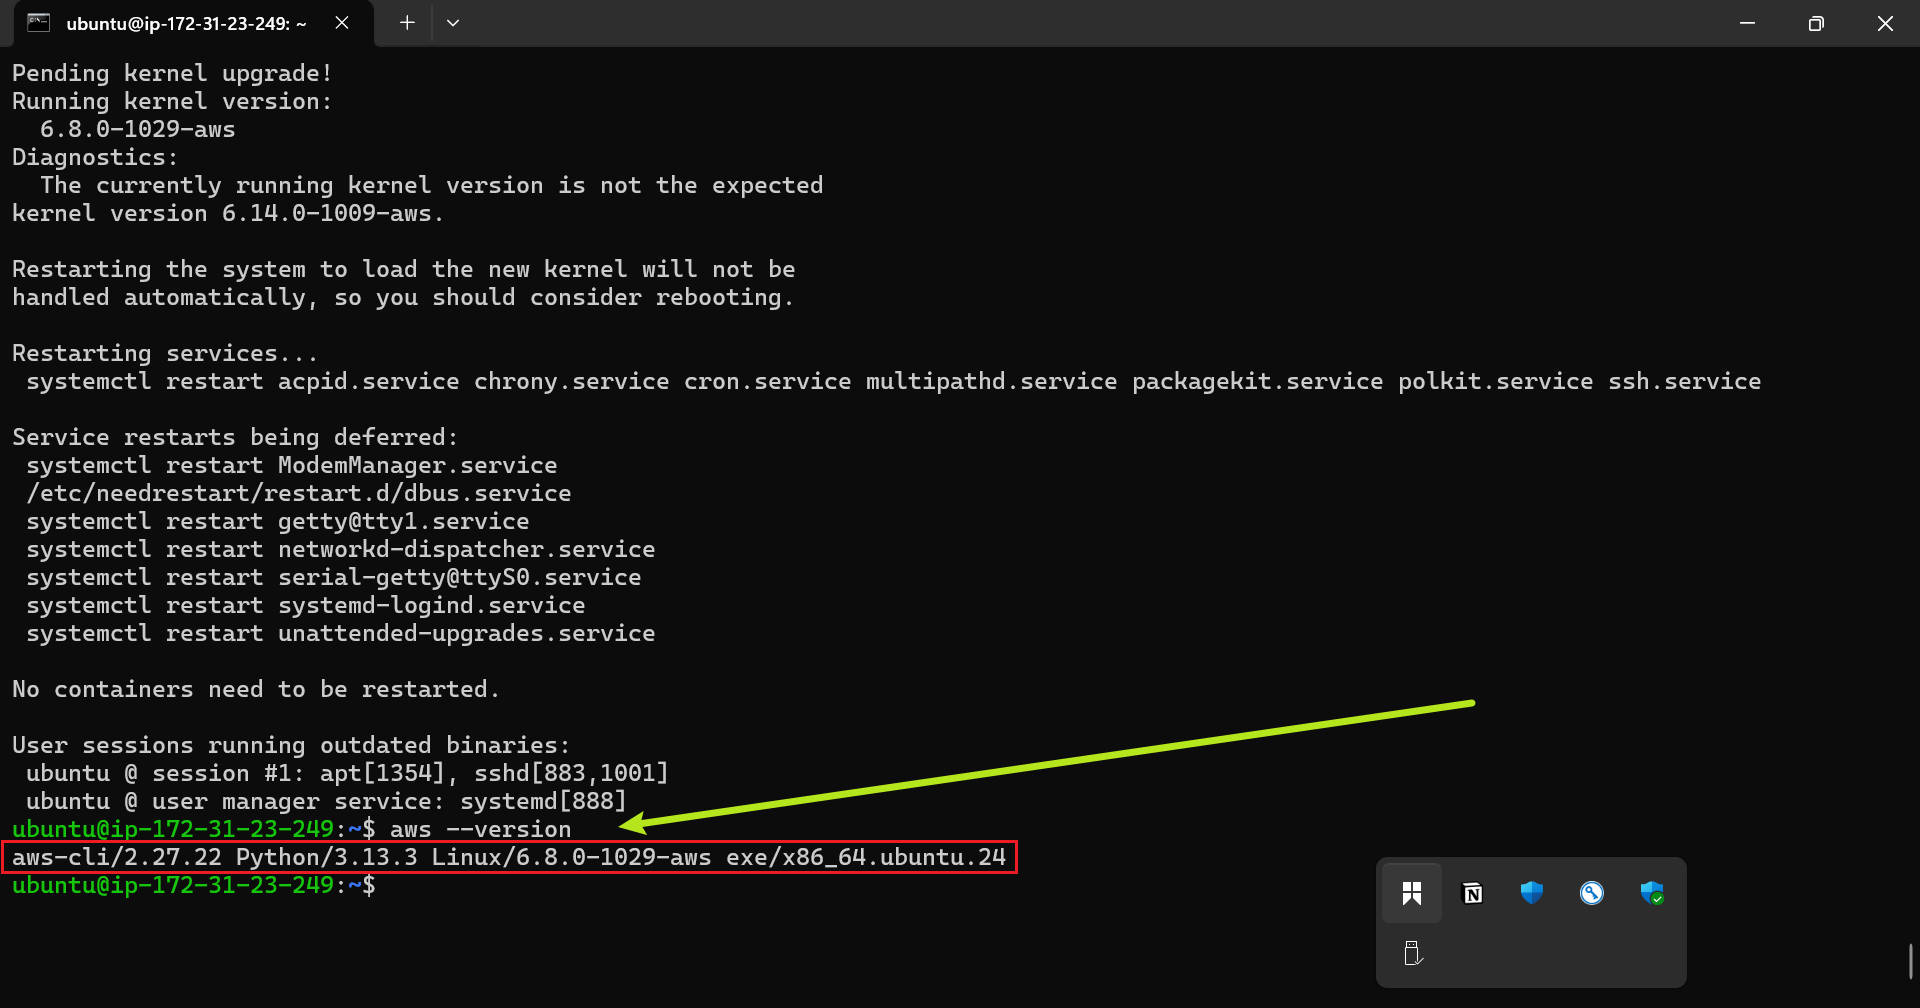 ubuntu@ip-172-31-23-249: ~
Pending kernel upgrade!
Running kernel version:
  6.8.0-1029-aws
Diagnostics:
  The currently running kernel version is not the expected
kernel version 6.14.0-1009-aws.
Restarting the system to load the new kernel will not be
handled automatically, so you should consider rebooting.
Restarting services...
 systemctl restart acpid.service chrony.service cron.service multipathd.service packagekit.service polkit.service ssh.service
Service restarts being deferred:
 systemctl restart ModemManager.service
 /etc/needrestart/restart.d/dbus.service
 systemctl restart getty@tty1.service
 systemctl restart networkd-dispatcher.service
 systemctl restart serial-getty@ttyS0.service
 systemctl restart systemd-logind.service
 systemctl restart unattended-upgrades.service
No containers need to be restarted.
User sessions running outdated binaries:
 ubuntu @ session #1: apt[1354], sshd[883,1001]
 ubuntu @ user manager service: systemd[888]
ubuntu@ip-172-31-23-249:~$ aws --version
aws-cli/2.27.22 Python/3.13.3 Linux/6.8.0-1029-aws exe/x86_64.ubuntu.24
ubuntu@ip-172-31-23-249:~$